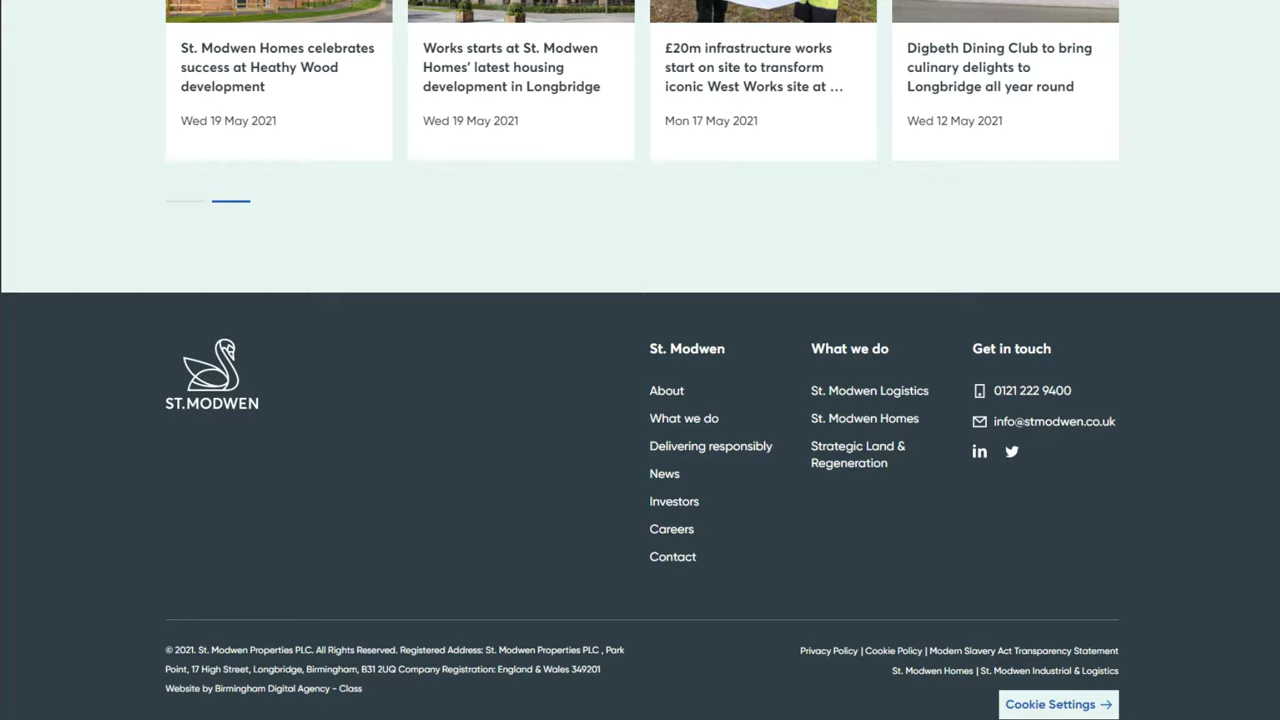 St. Modwen Homes celebrates
success at Heathy Wood
development
Wed 19 May 2021
Works starts at St. Modwen
Homes' latest housing
development in Longbridge
Wed 19 May 2021
£20m infrastructure works
start on site to transform
iconic West Works site at ...
Mon 17 May 2021
Digbeth Dining Club to bring
culinary delights to
Longbridge all year round
Wed 12 May 2021
ST.MODWEN
St. Modwen
About
What we do
Delivering responsibly
News
Investors
Careers
Contact
What we do
St. Modwen Logistics
St. Modwen Homes
Strategic Land &
Regeneration
Get in touch
0121 222 9400
info@stmodwen.co.uk
in
© 2021. St. Modwen Properties PLC. All Rights Reserved. Registered Address: St. Modwen Properties PLC , Park
Point, 17 High Street, Longbridge, Birmingham, B31 2UQ Company Registration: England & Wales 349201
Website by Birmingham Digital Agency - Class
Privacy Policy | Cookie Policy | Modern Slavery Act Transparency Statement
St. Modwen Homes | St. Modwen Industrial & Logistics
Cookie Settings →